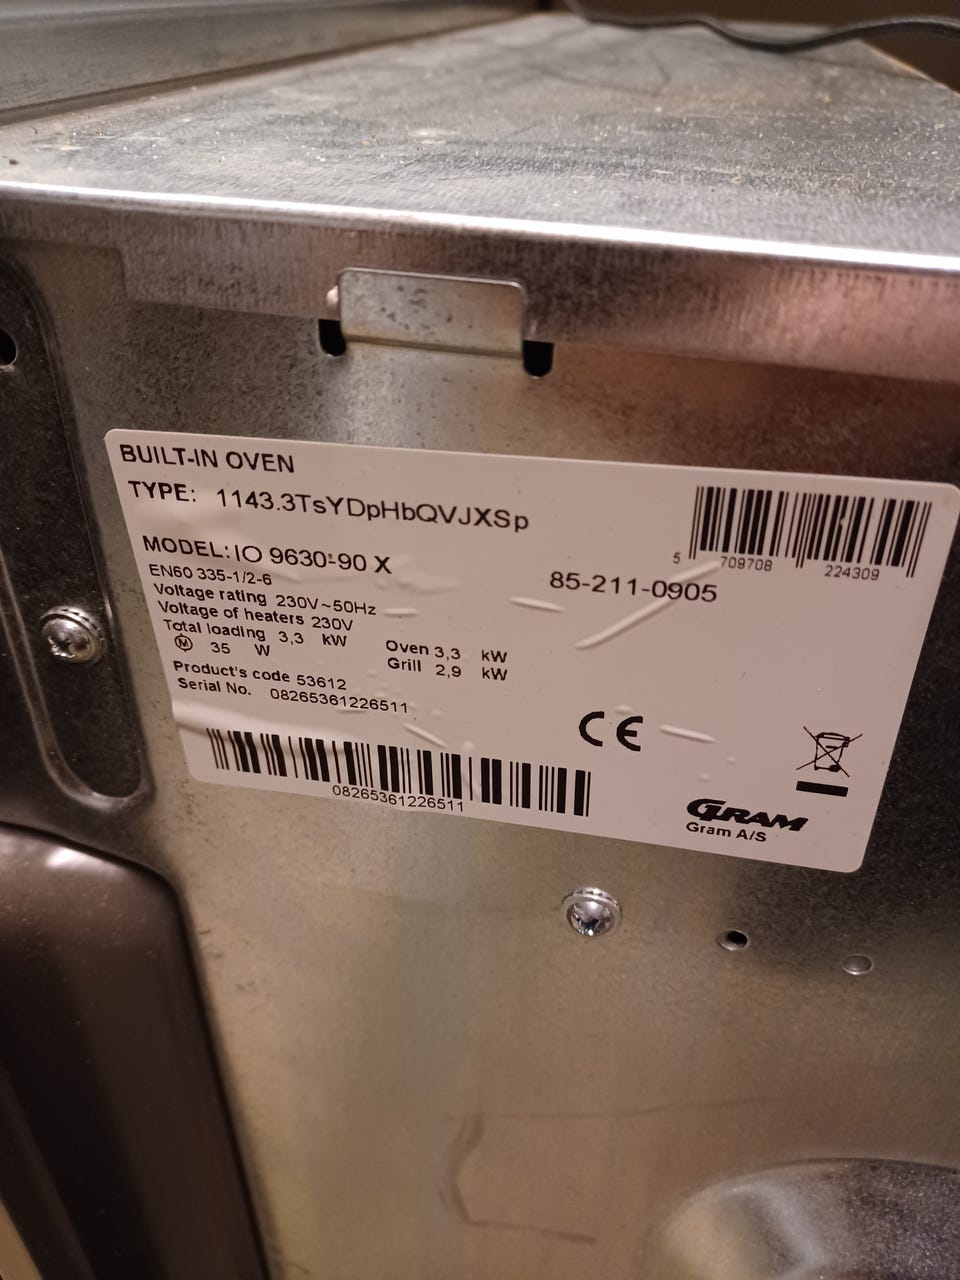 BUILT-IN OVEN
TYPE: 1143.3TsYDpHbQVJXSp
5 709708 224309
MODEL: IO 9630-90 X
85-211-0905
EN60 335-1/2-6
Voltage rating 230V~50Hz
Voltage of heaters 230V
Total loading 3,3 kW Oven 3,3 kW
M 35 W Grill 2,9 kW
Product's code 53612
Serial No. 08265361226511
CE
08265361226511
GRAM
Gram A/S